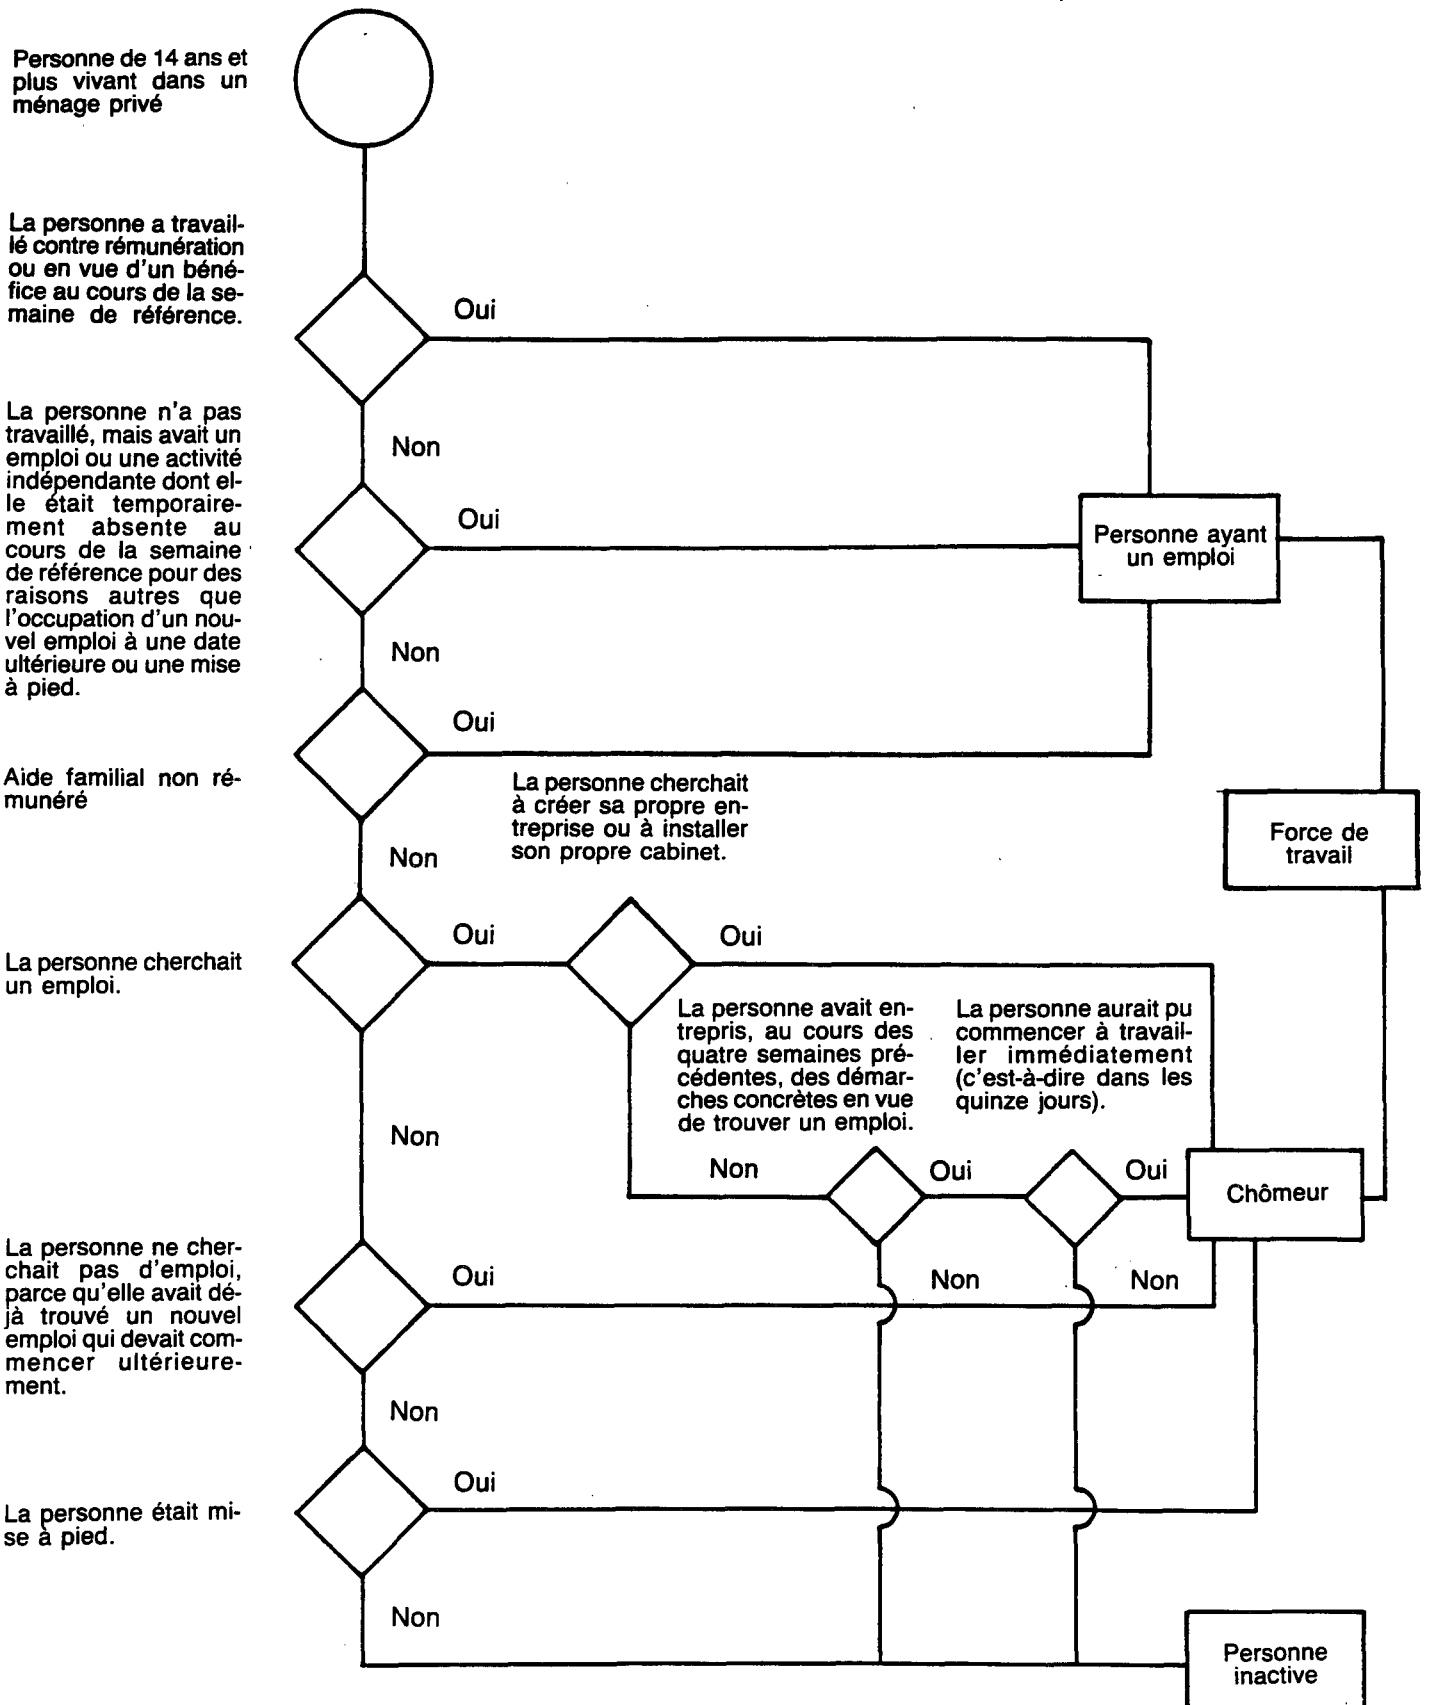 Personne de 14 ans et
plus vivant dans un
ménage privé
La personne a travail-
lé contre rémunération
ou en vue d'un béné-
fice au cours de la se-
maine de référence.
Oui
Non
La personne n'a pas
travaillé, mais avait un
emploi ou une activité
indépendante dont el-
le était temporaire-
ment absente au
cours de la semaine
de référence pour des
raisons autres que
l'occupation d'un nou-
vel emploi à une date
ultérieure ou une mise
à pied.
Oui
Personne ayant
un emploi
Non
Aide familial non ré-
munéré
Oui
Non
La personne cherchait
à créer sa propre en-
treprise ou à installer
son propre cabinet.
Force de
travail
La personne cherchait
un emploi.
Oui
Oui
Non
La personne avait en-
trepris, au cours des
quatre semaines pré-
cédentes, des démar-
ches concrètes en vue
de trouver un emploi.
La personne aurait pu
commencer à travail-
ler immédiatement
(c'est-à-dire dans les
quinze jours).
Non
Oui
Oui
Chômeur
La personne ne cher-
chait pas d'emploi,
parce qu'elle avait dé-
jà trouvé un nouvel
emploi qui devait com-
mencer ultérieure-
ment.
Oui
Non
Non
Non
La personne était mi-
se à pied.
Oui
Non
Personne
inactive